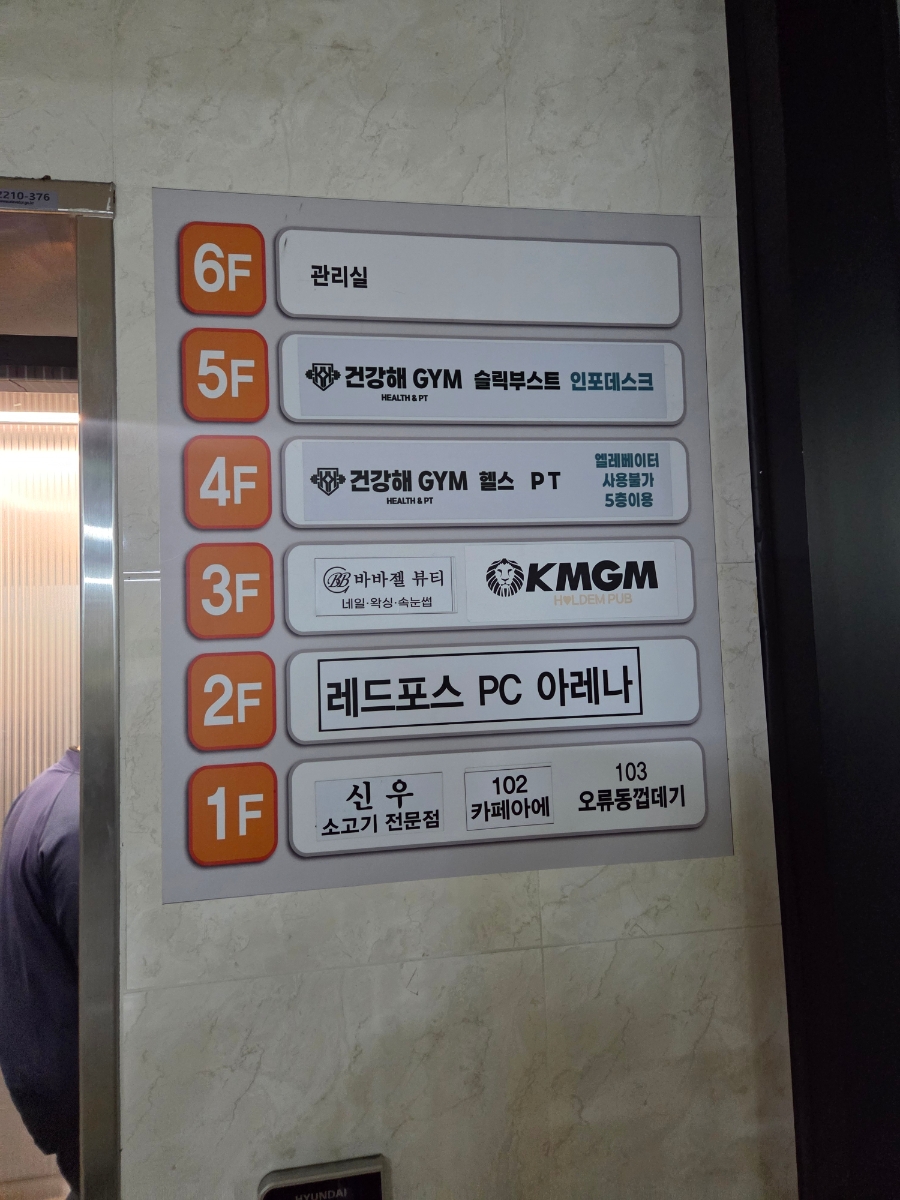 2210-376
6F
관리실
5F
건강해 GYM 슬릭부스트 인포데스크
HEALTH & PT
4F
건강해 GYM 헬스 PT
HEALTH & PT
엘레베이터
사용불가
5층이용
3F
BB 바바젤 뷰티
네일·왁싱·속눈썹
KMGM
HOLDEM PUB
2F
레드포스 PC 아레나
1F
신우
소고기 전문점
102
카페아에
103
오류동껍데기
HYUNDAI